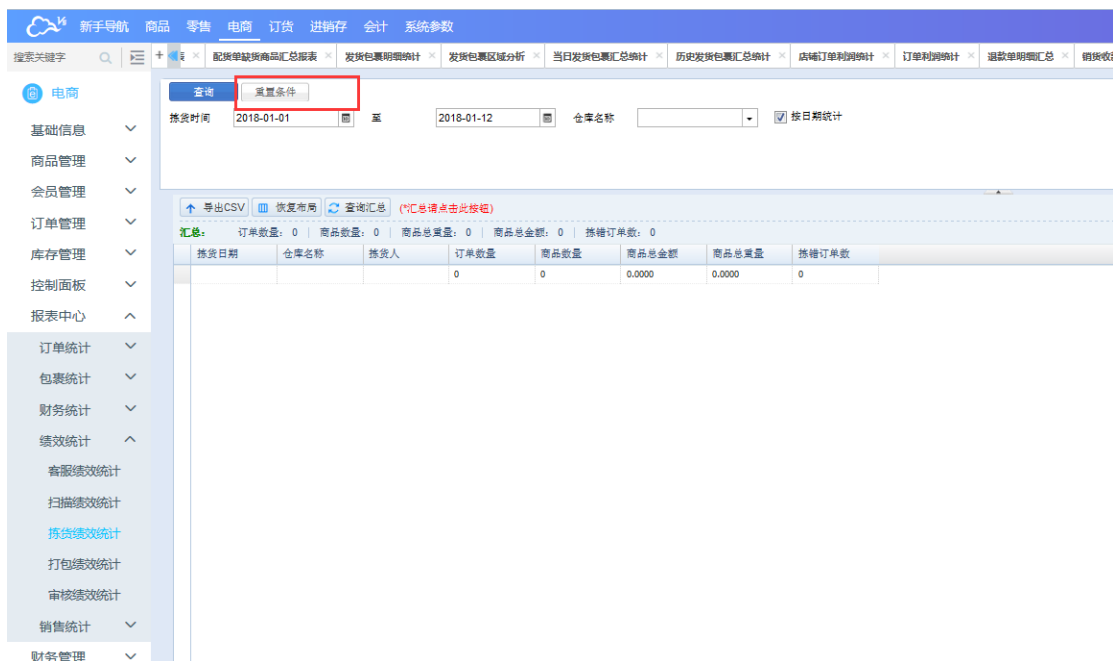 V5 新手导航 商品 零售 电商 订货 进销存 会计 系统参数
搜索关键字 配货单缺货商品汇总报表 发货包裹明细统计 发货包裹区域分析 当日发货包裹汇总统计 历史发货包裹汇总统计 店铺订单利润统计 订单利润统计 退款单明细汇总
电商
查询 重置条件
拣货时间 2018-01-01 至 2018-01-12 仓库名称 按日期统计
基础信息
商品管理
会员管理
导出CSV 恢复布局 查询汇总 (*汇总请点击此按钮)
订单管理
汇总: 订单数量: 0 | 商品数量: 0 | 商品总重量: 0 | 商品总金额: 0 | 拣错订单数: 0
拣货日期 仓库名称 拣货人 订单数量 商品数量 商品总金额 商品总重量 拣错订单数
0 0 0.0000 0.0000 0
库存管理
控制面板
报表中心
订单统计
包裹统计
财务统计
绩效统计
客服绩效统计
扫描绩效统计
拣货绩效统计
打包绩效统计
审核绩效统计
销售统计
财务管理